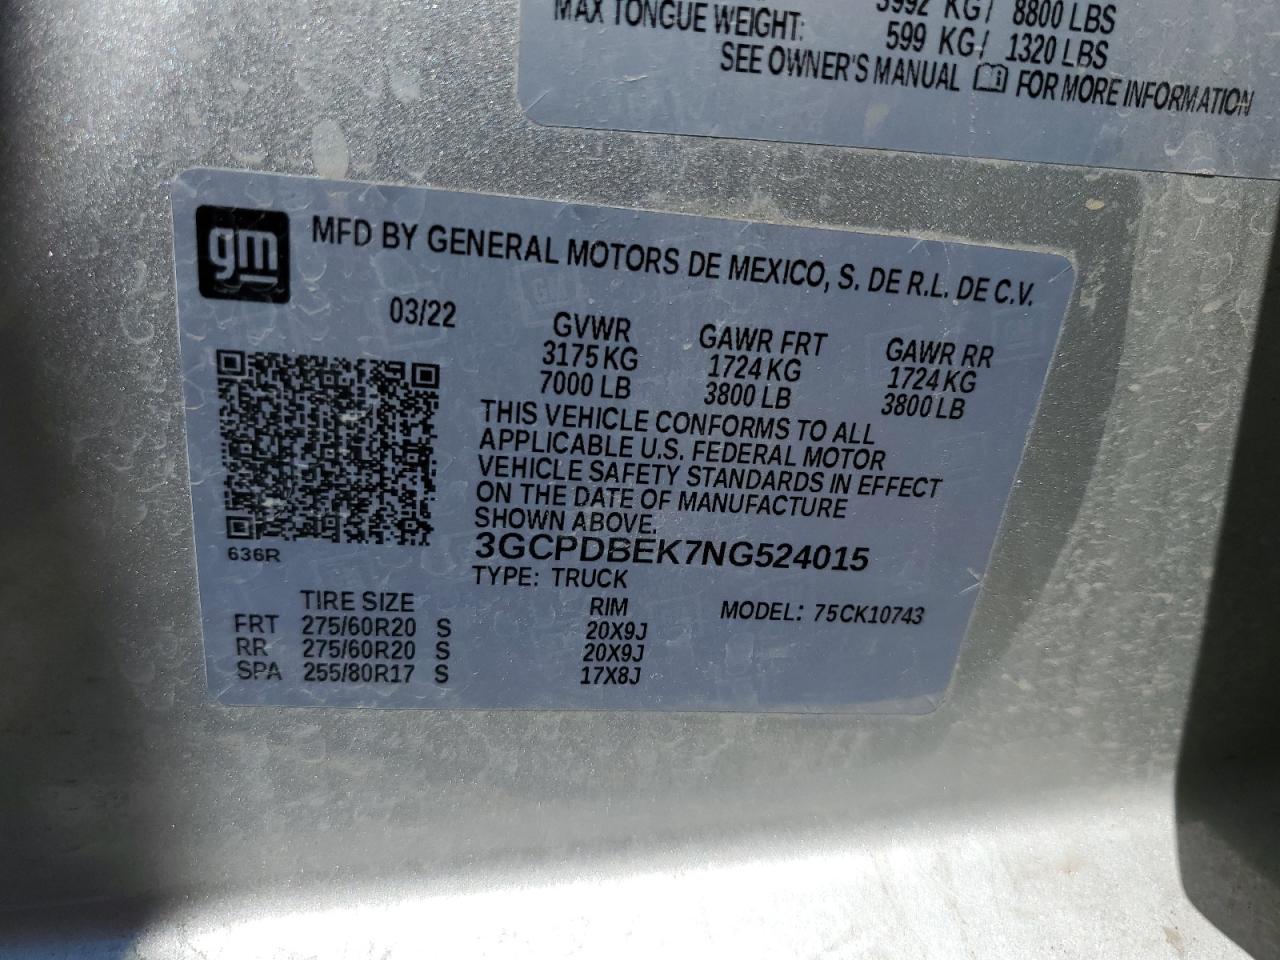 3992 KG/ 8800 LBS
MAX TONGUE WEIGHT: 599 KG/ 1320 LBS
SEE OWNER'S MANUAL FOR MORE INFORMATION
gm MFD BY GENERAL MOTORS DE MEXICO, S. DE R.L. DE C.V.
03/22 GVWR GAWR FRT GAWR RR
3175 KG 1724 KG 1724 KG
7000 LB 3800 LB 3800 LB
THIS VEHICLE CONFORMS TO ALL
APPLICABLE U.S. FEDERAL MOTOR
VEHICLE SAFETY STANDARDS IN EFFECT
ON THE DATE OF MANUFACTURE
SHOWN ABOVE.
636R 3GCPDBEK7NG524015
TYPE: TRUCK
TIRE SIZE RIM MODEL: 75CK10743
FRT 275/60R20 S 20X9J
RR 275/60R20 S 20X9J
SPA 255/80R17 S 17X8J